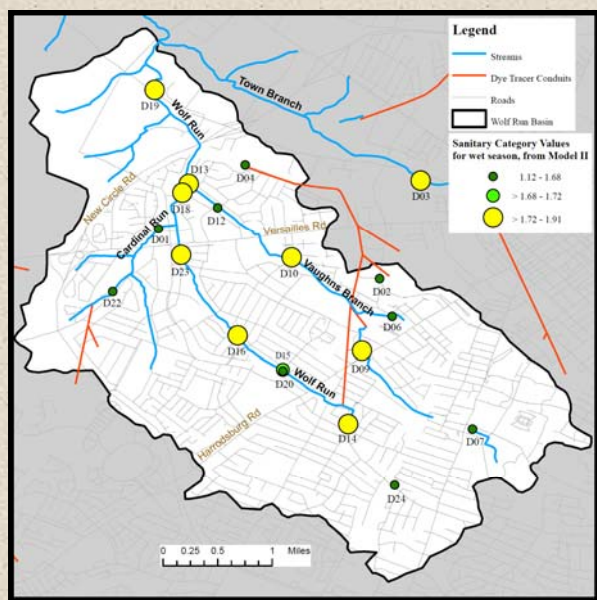 Legend
Streams
Dye Tracer Conduits
Roads
Wolf Run Basin
Sanitary Category Values
for wet season, from Model II
1.12 - 1.68
> 1.68 - 1.72
> 1.72 - 1.91
Town Branch
D19
Wolf Run
D03
D13
D04
New Circle Rd.
D18
D12
Versailles Rd.
Cardinal Run
D01
D23
D10
Vaughns Branch
D02
D22
D06
D16
D15
D20
D09
Wolf Run
Harrodsburg Rd
D14
D07
D24
0 0.25 0.5 1 Miles